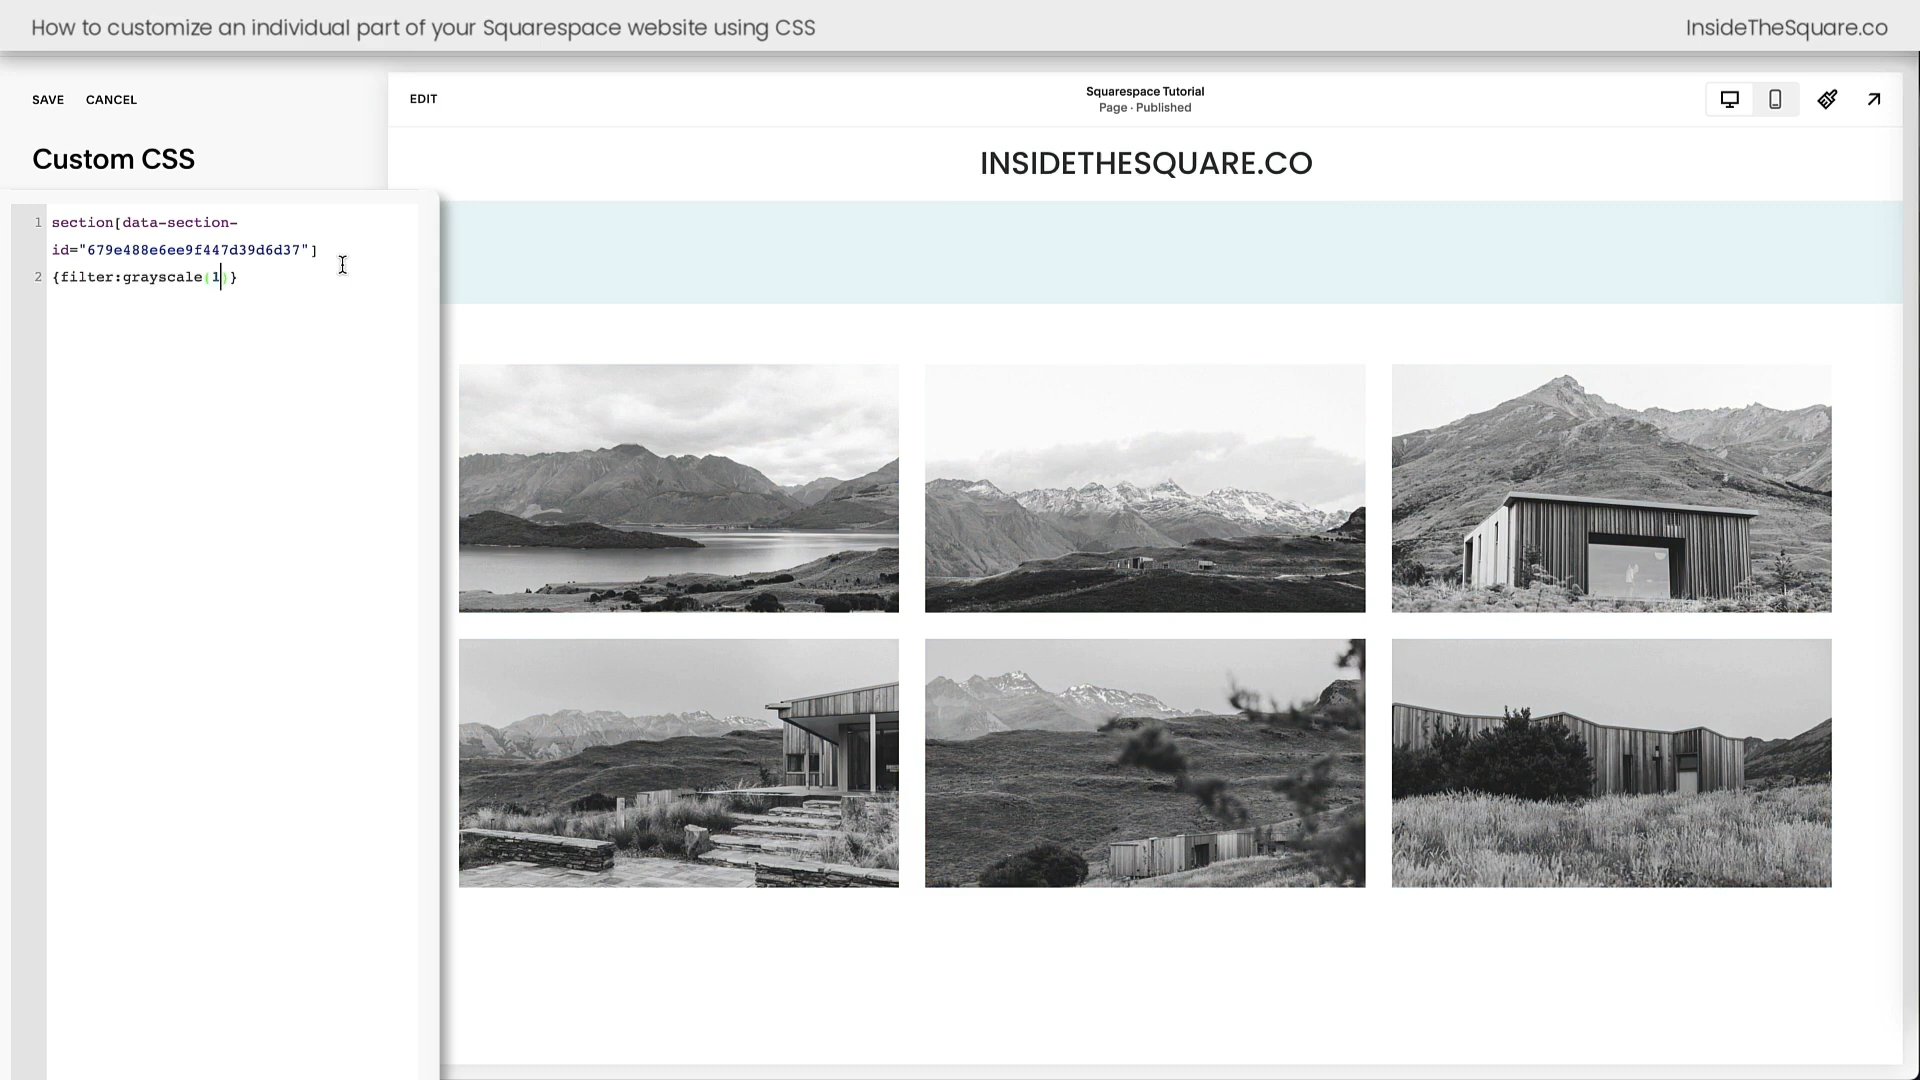 How to customize an individual part of your Squarespace website using CSS
InsideTheSquare.co
SAVE CANCEL
EDIT
Squarespace Tutorial
Page · Published
Custom CSS
INSIDETHESQUARE.CO
1 section[data-section-
id="679e488e6ee9f447d39d6d37"]
2 {filter:grayscale(1)}